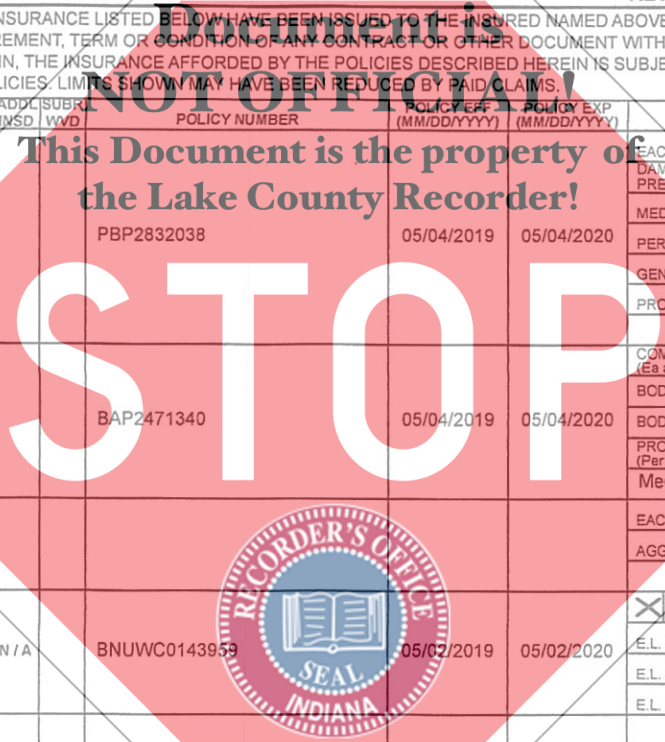 NSURANCE LISTED BELOW HAVE BEEN ISSUED TO THE INSURED NAMED ABOVE
REMENT, TERM OR CONDITION OF ANY CONTRACT OR OTHER DOCUMENT WITH
IN, THE INSURANCE AFFORDED BY THE POLICIES DESCRIBED HEREIN IS SUBJE
LICIES. LIMITS SHOWN MAY HAVE BEEN REDUCED BY PAID CLAIMS.
Document is
NOT OFFICIAL!
This Document is the property of
the Lake County Recorder!
ADDL SUBR
INSD WVD
POLICY NUMBER
POLICY EFF
(MM/DD/YYYY)
POLICY EXP
(MM/DD/YYYY)
EAC
DAM
PRE
MED
PBP2832038 05/04/2019 05/04/2020 PER
GEN
PRO
STOP
COM
(Ea a
BOD
BAP2471340 05/04/2019 05/04/2020 BOD
PRO
(Per
Me
EAC
AGG
RECORDER'S OFFICE
SEAL
INDIANA
N / A BNUWC0143959 05/02/2019 05/02/2020 E.L.
E.L.
E.L.